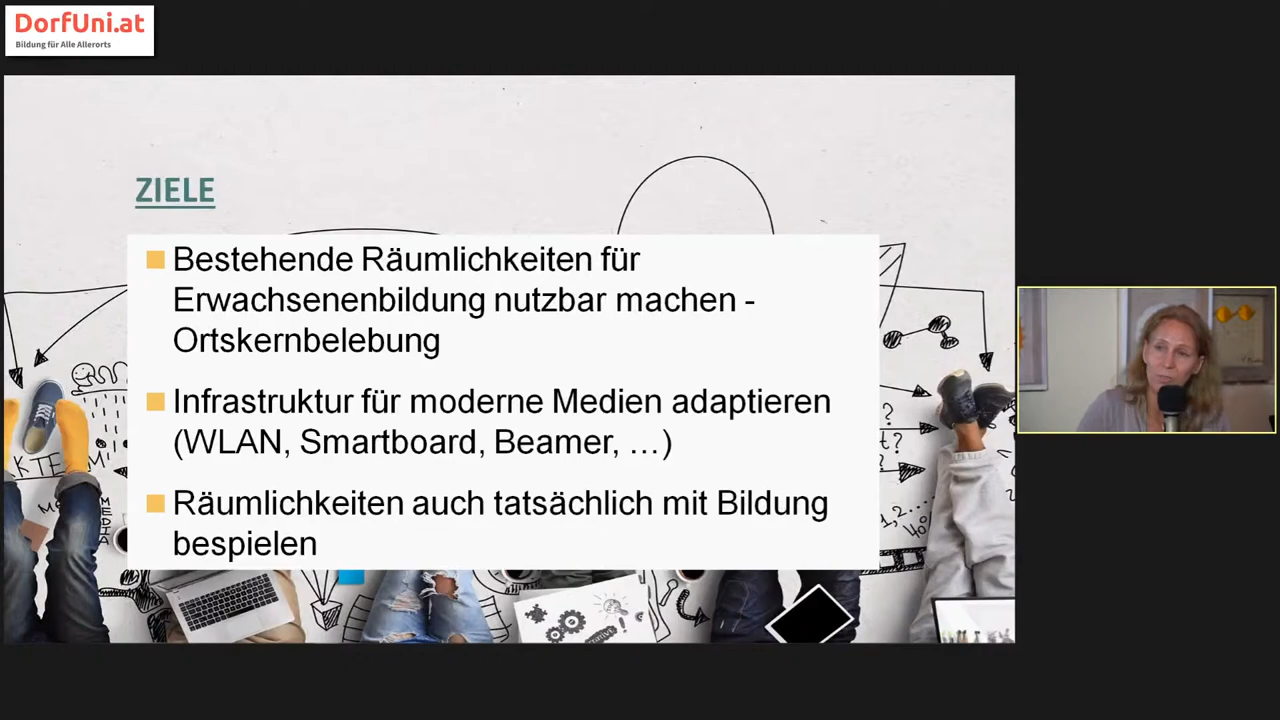 DorfUni.at
Bildung für Alle Allerorts
ZIELE
Bestehende Räumlichkeiten für
Erwachsenenbildung nutzbar machen -
Ortskernbelebung
Infrastruktur für moderne Medien adaptieren
(WLAN, Smartboard, Beamer, …)
Räumlichkeiten auch tatsächlich mit Bildung
bespielen